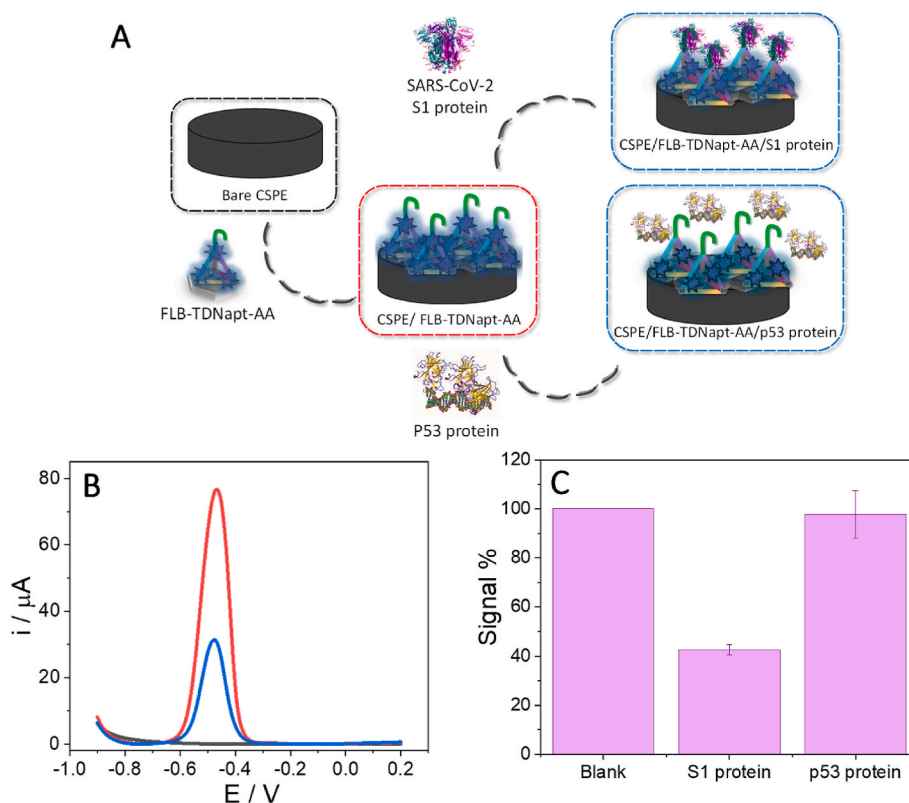 A
SARS-CoV-2
S1 protein
Bare CSPE
FLB-TDNapt-AA
CSPE/ FLB-TDNapt-AA
CSPE/FLB-TDNapt-AA/S1 protein
CSPE/FLB-TDNapt-AA/p53 protein
P53 protein
B
80
60
40
20
0
i / µA
-1.0 -0.8 -0.6 -0.4 -0.2 0.0 0.2
E / V
C
120
100
80
60
40
20
0
Signal %
Blank S1 protein p53 protein